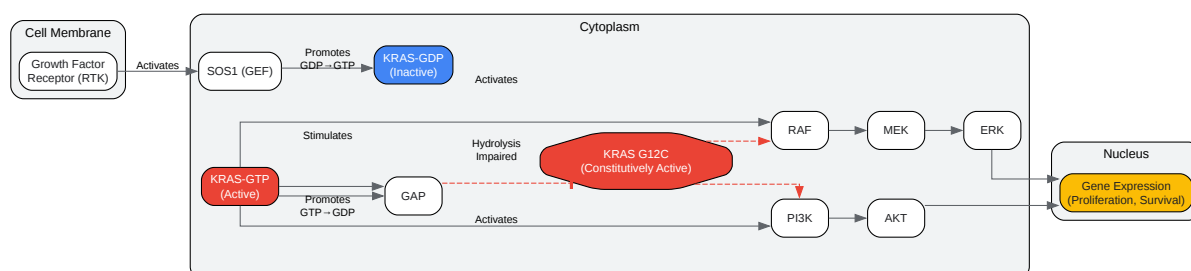 Cytoplasm
Cell Membrane
Growth Factor
Receptor (RTK)
Activates
SOS1 (GEF)
Promotes
GDP→GTP
KRAS-GDP
(Inactive)
Activates
Stimulates
Hydrolysis
Impaired
KRAS G12C
(Constitutively Active)
RAF
MEK
ERK
Nucleus
Gene Expression
(Proliferation, Survival)
KRAS-GTP
(Active)
Promotes
GTP→GDP
GAP
Activates
PI3K
AKT